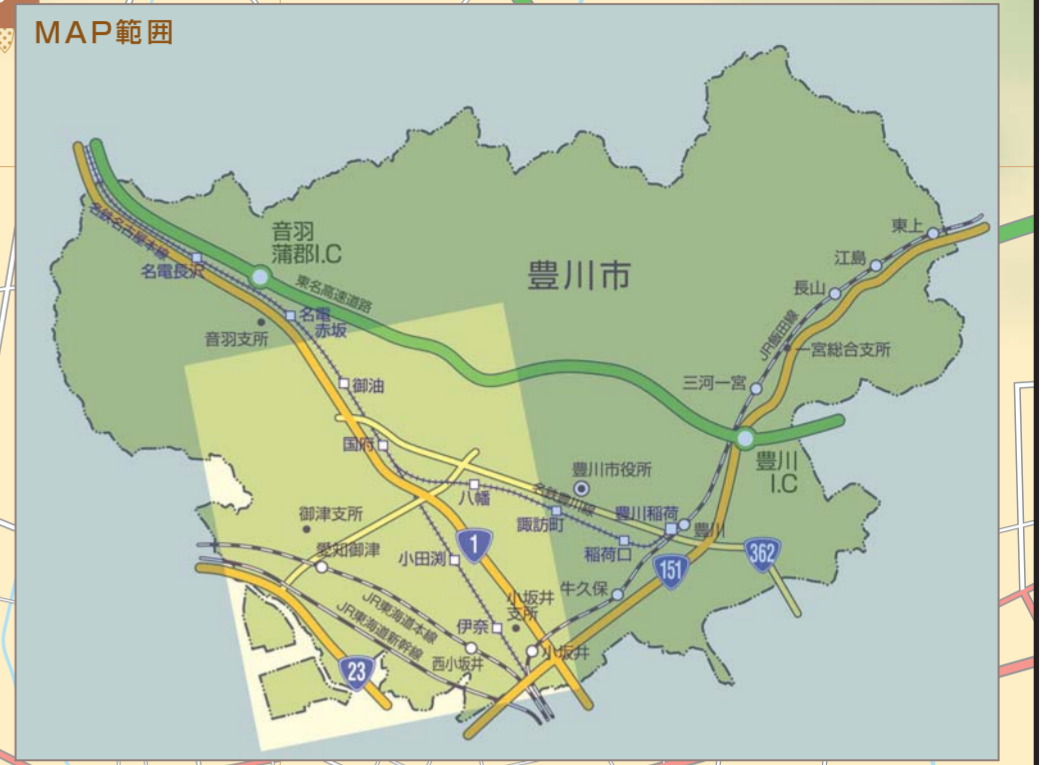 MAP範囲
音羽
蒲郡I.C
名鉄名古屋本線
名電長沢
東名高速道路
豊川市
東上
江島
長山
JR飯田線
一宮総合支所
名電
赤坂
音羽支所
御油
三河一宮
国府
豊川
I.C
豊川市役所
八幡
名鉄豊川線
諏訪町
豊川稲荷
豊川
稲荷口
御津支所
愛知御津
小田渕
1
151
362
牛久保
小坂井
支所
JR東海道本線
JR東海道新幹線
伊奈
西小坂井
小坂井
23